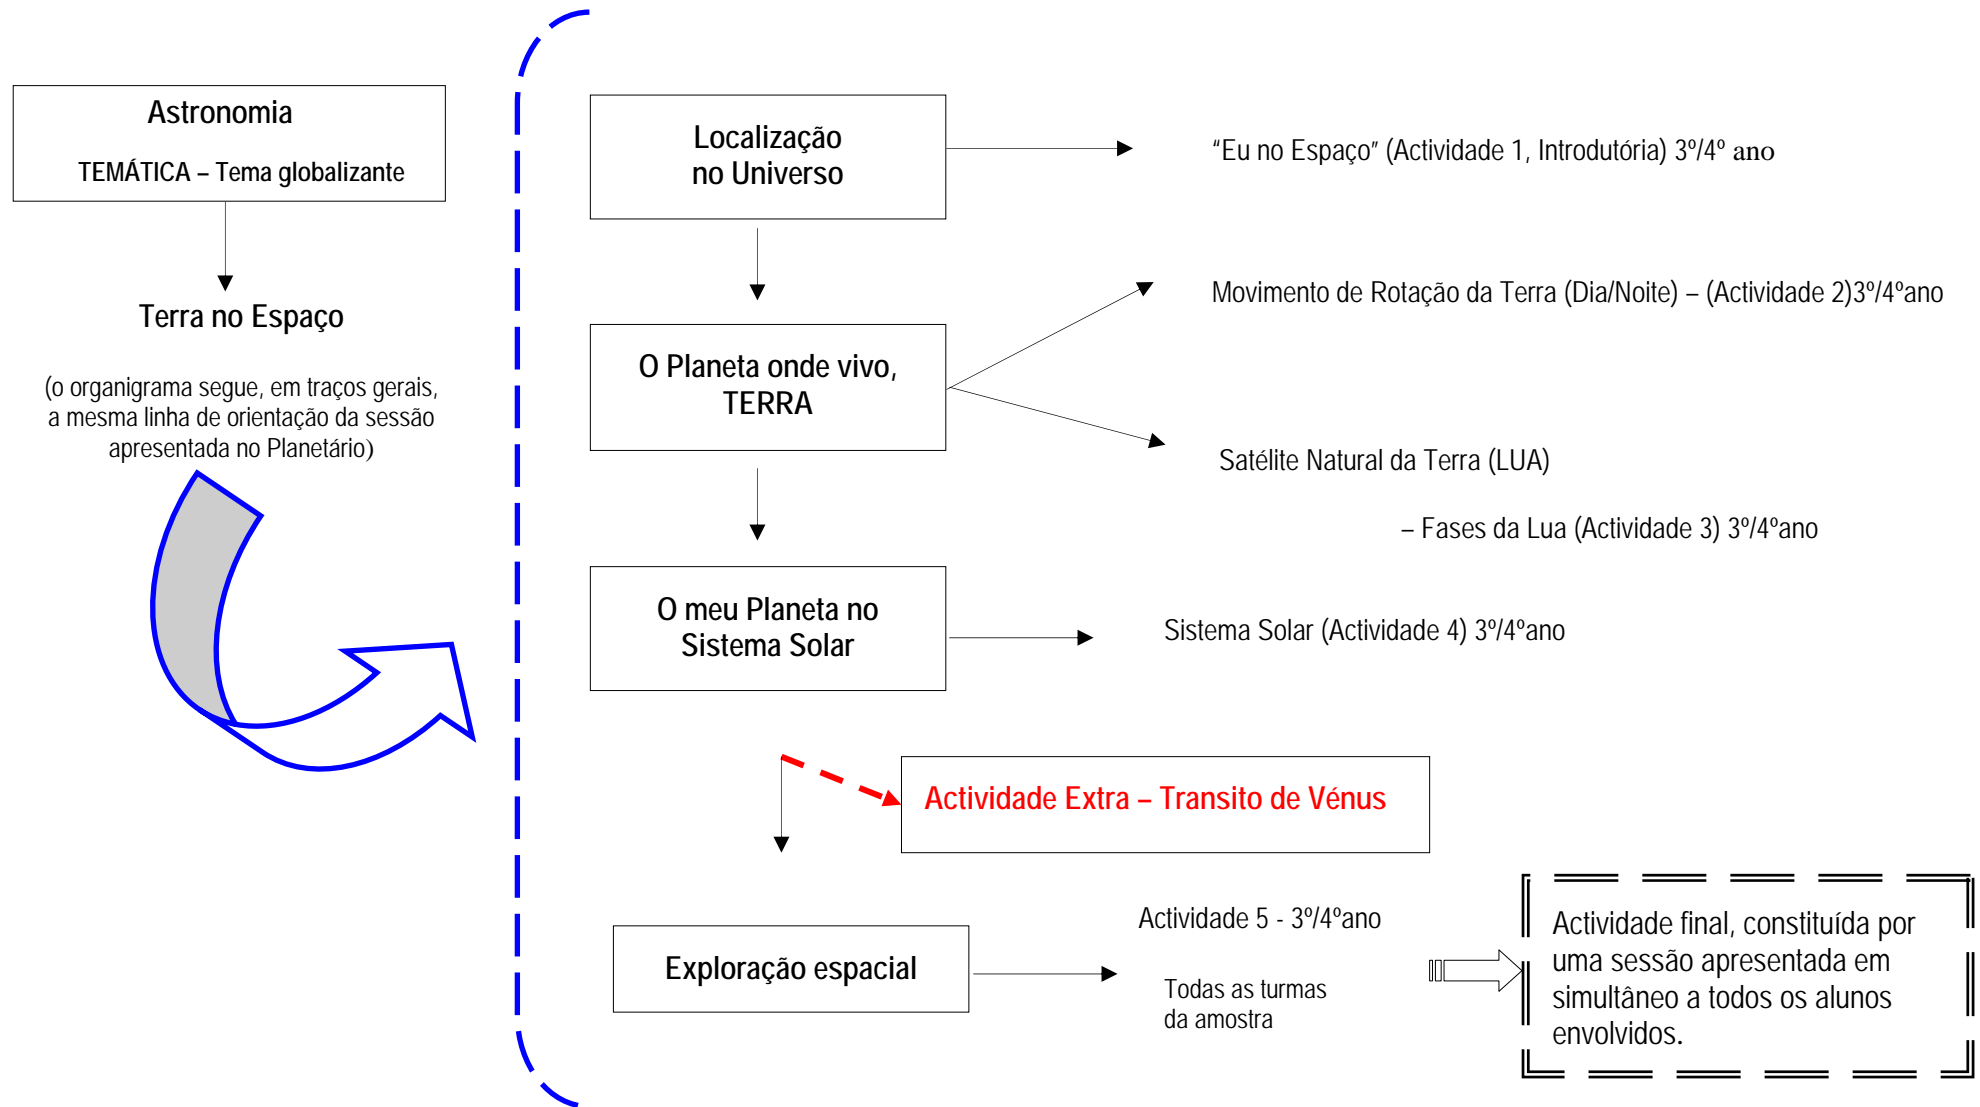 Astronomia
TEMÁTICA – Tema globalizante
Terra no Espaço
(o organigrama segue, em traços gerais,
a mesma linha de orientação da sessão
apresentada no Planetário)
Localização
no Universo
“Eu no Espaço” (Actividade 1, Introdutória) 3º/4º ano
O Planeta onde vivo,
TERRA
Movimento de Rotação da Terra (Dia/Noite) – (Actividade 2)3º/4ºano
Satélite Natural da Terra (LUA)
– Fases da Lua (Actividade 3) 3º/4ºano
O meu Planeta no
Sistema Solar
Sistema Solar (Actividade 4) 3º/4ºano
Actividade Extra – Transito de Vénus
Exploração espacial
Actividade 5 - 3º/4ºano
Todas as turmas
da amostra
Actividade final, constituída por
uma sessão apresentada em
simultâneo a todos os alunos
envolvidos.